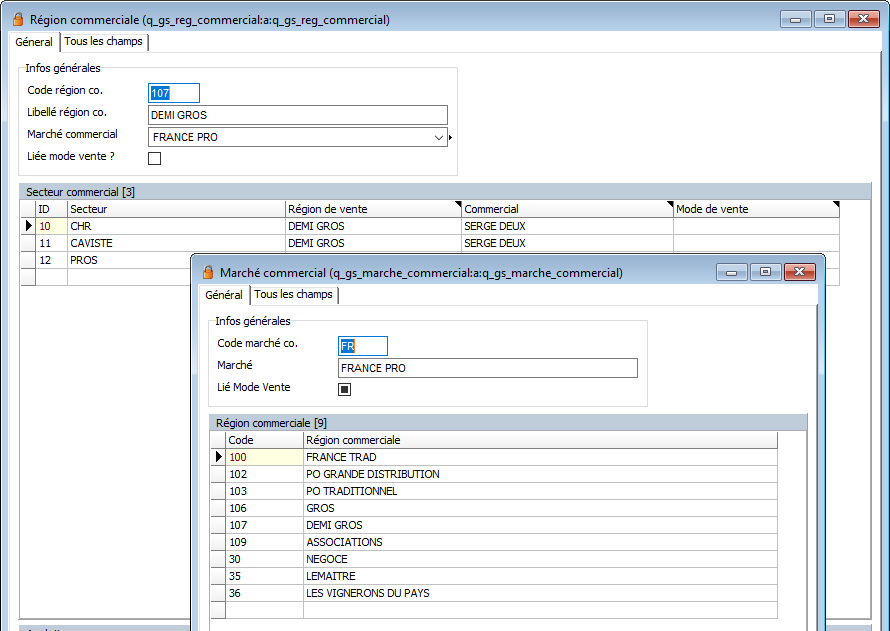 Région commerciale (q_gs_reg_commercial:a:q_gs_reg_commercial)
Géneral Tous les champs
Infos générales
Code région co. 107
Libellé région co. DEMI GROS
Marché commercial FRANCE PRO
Liée mode vente ?
Secteur commercial [3]
ID Secteur Région de vente Commercial Mode de vente
10 CHR DEMI GROS SERGE DEUX
11 CAVISTE DEMI GROS SERGE DEUX
12 PROS
Marché commercial (q_gs_marche_commercial:a:q_gs_marche_commercial)
Général Tous les champs
Infos générales
Code marché co. FR
Marché FRANCE PRO
Lié Mode Vente
Région commerciale [9]
Code Région commerciale
100 FRANCE TRAD
102 PO GRANDE DISTRIBUTION
103 PO TRADITIONNEL
106 GROS
107 DEMI GROS
109 ASSOCIATIONS
30 NEGOCE
35 LEMAITRE
36 LES VIGNERONS DU PAYS